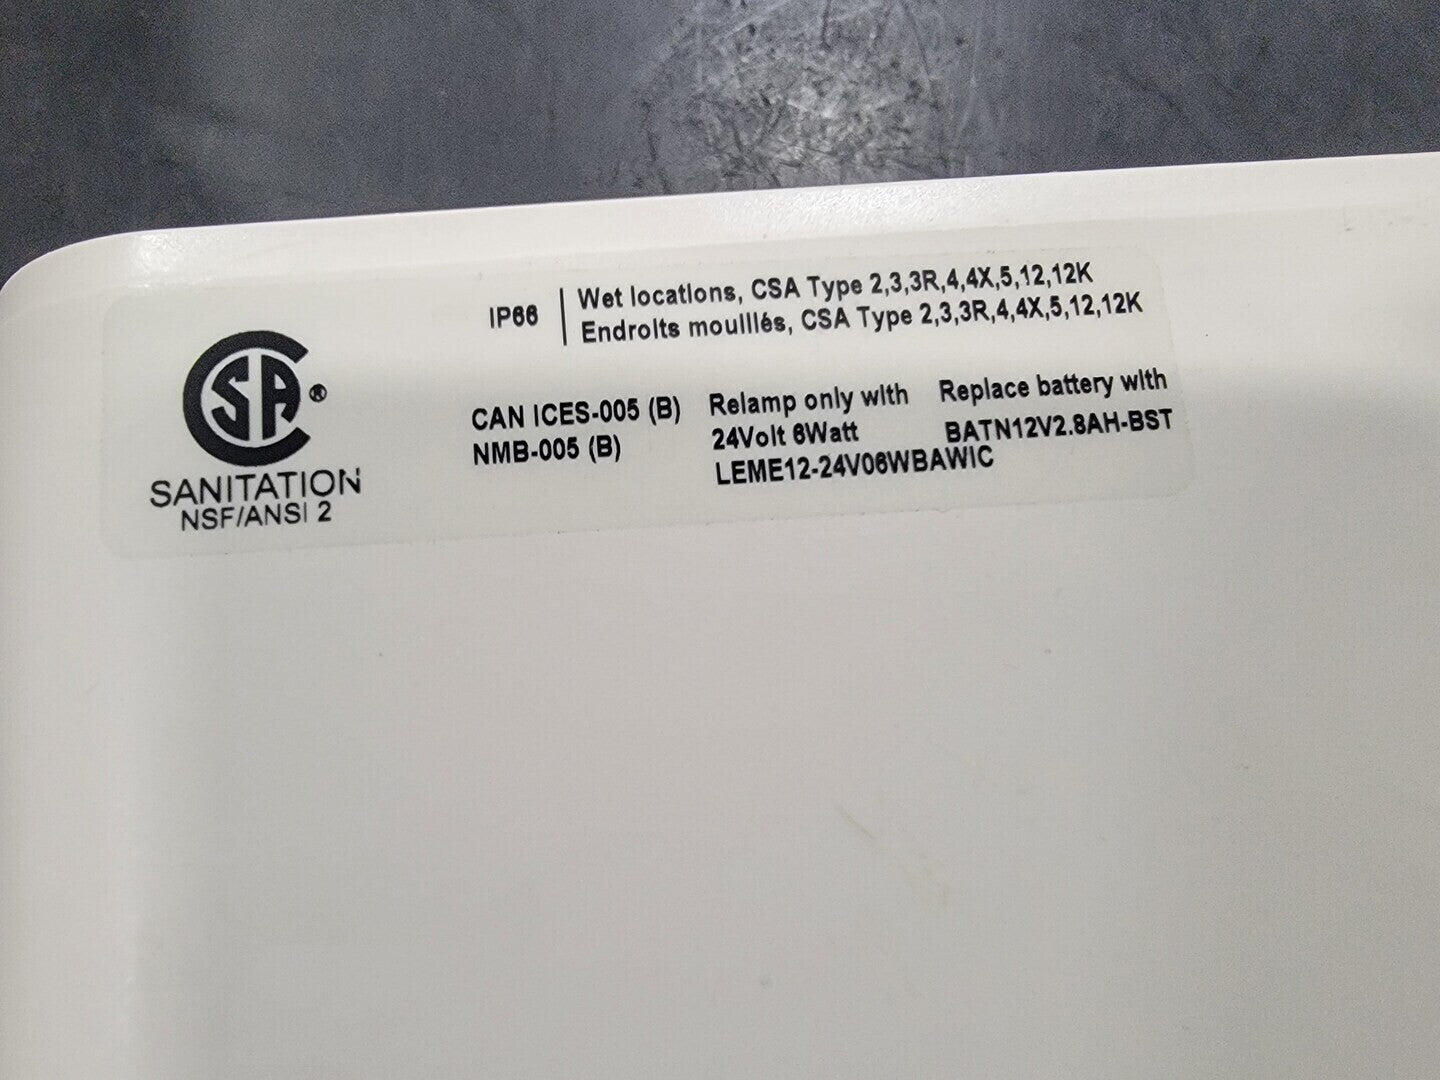 IP66
Wet locations, CSA Type 2,3,3R,4,4X,5,12,12K
Endroits mouillés, CSA Type 2,3,3R,4,4X,5,12,12K
CSA®
SANITATION
NSF/ANSI 2
CAN ICES-005 (B)
NMB-005 (B)
Relamp only with
24Volt 6Watt
LEME12-24V06WBAWIC
Replace battery with
BATN12V2.8AH-BST